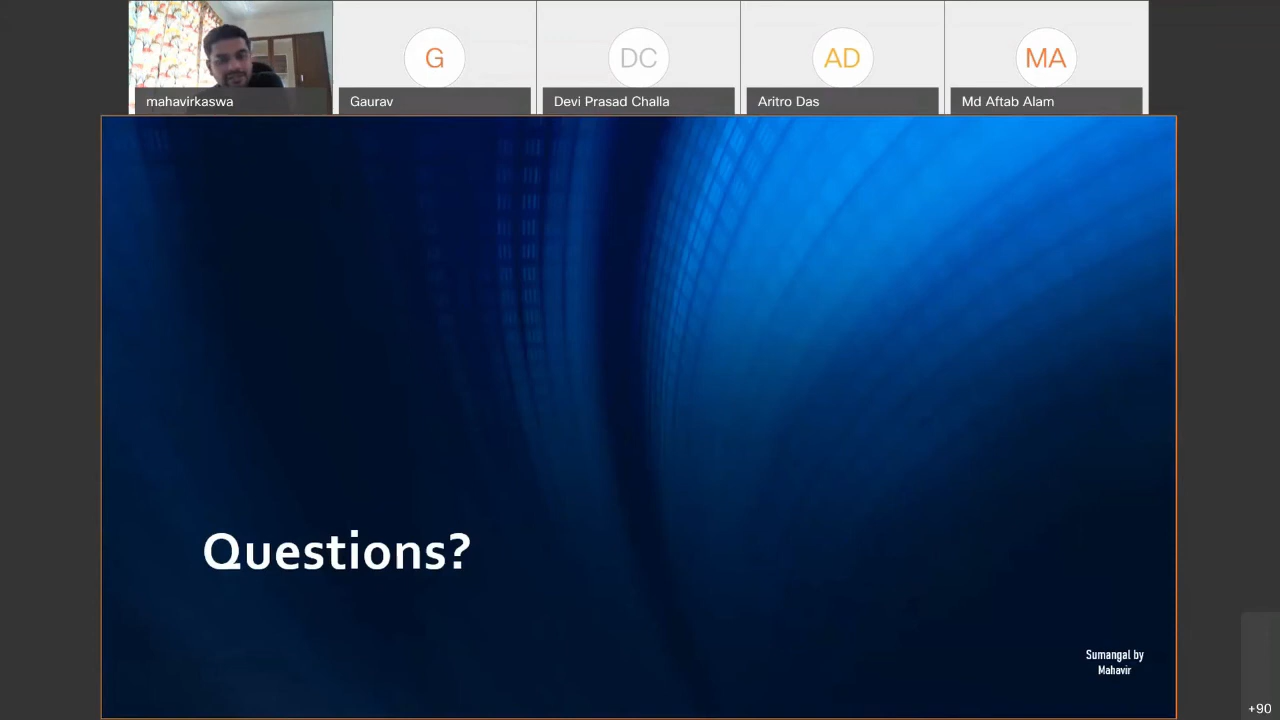 G
DC
AD
MA
mahavirkaswa
Gaurav
Devi Prasad Challa
Aritro Das
Md Aftab Alam
Questions?
Sumangal by
Mahavir
+90